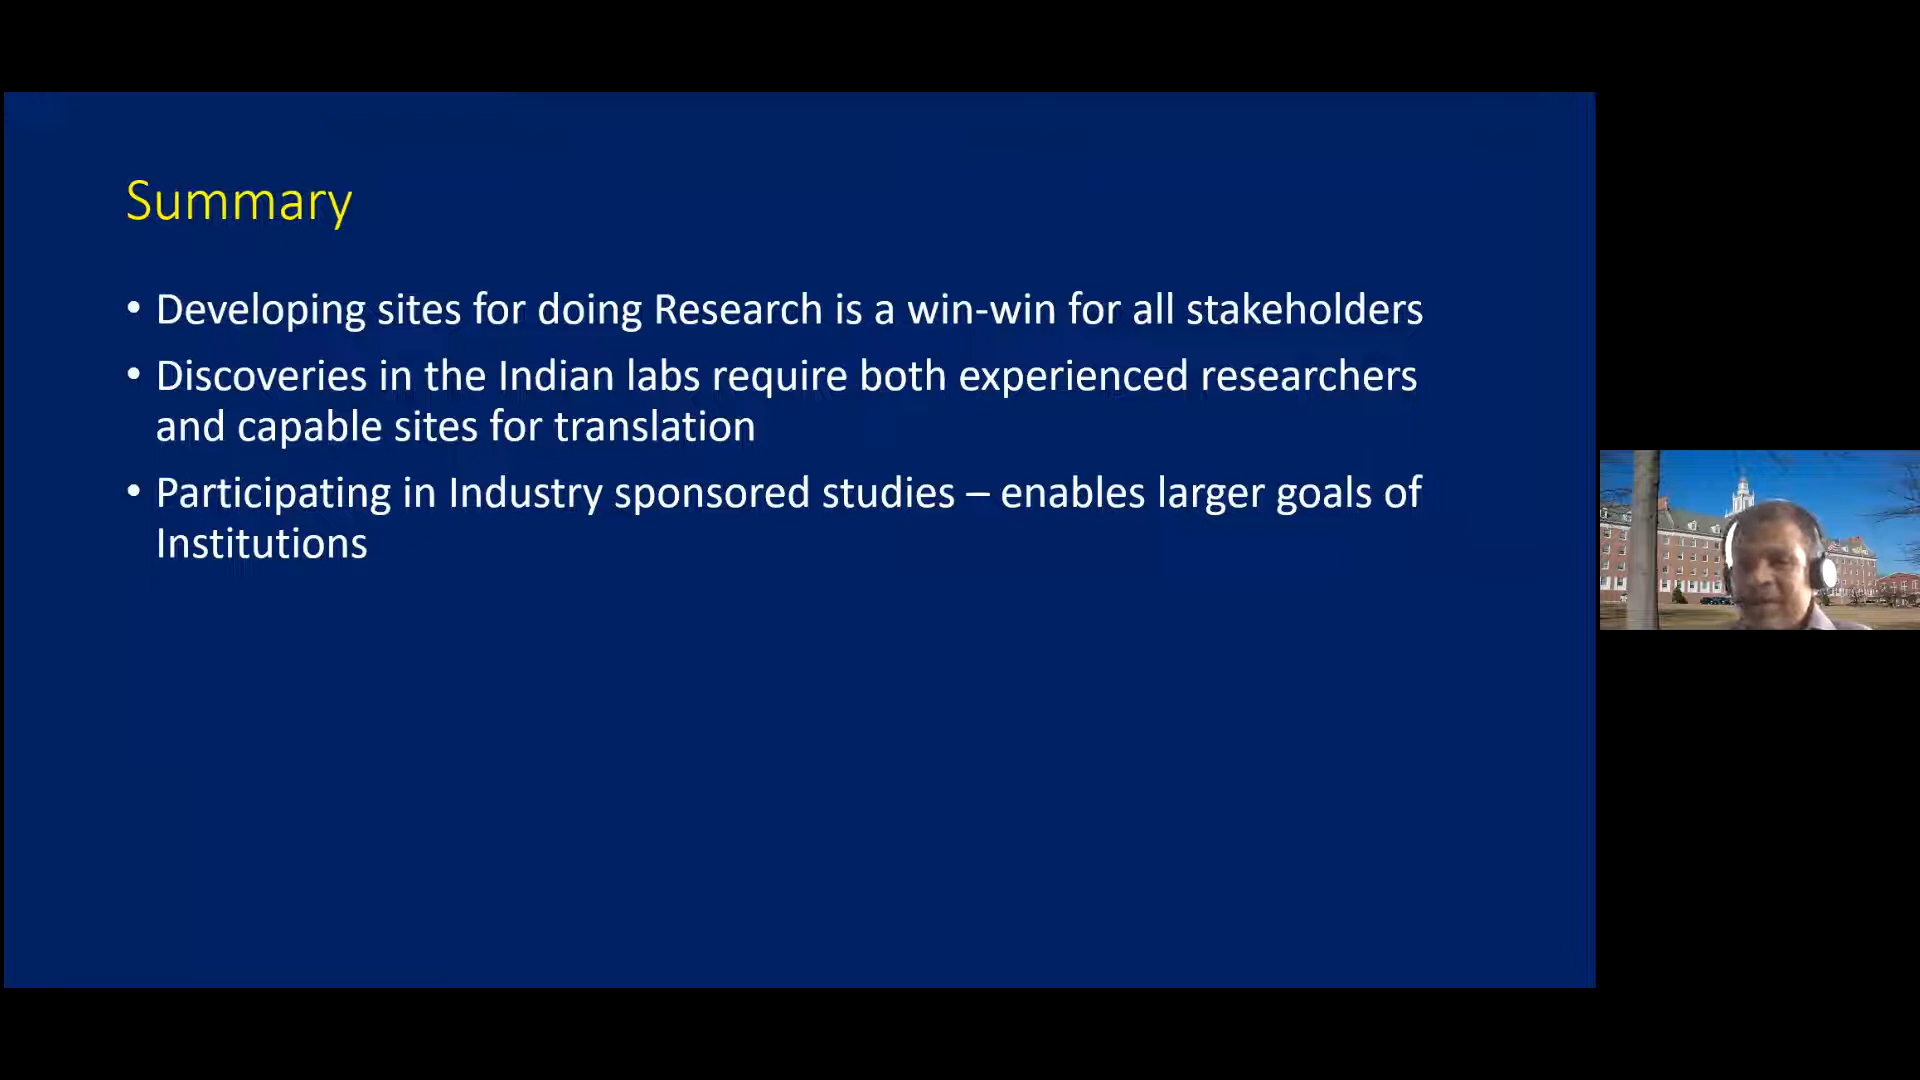 Summary
• Developing sites for doing Research is a win-win for all stakeholders
• Discoveries in the Indian labs require both experienced researchers
and capable sites for translation
• Participating in Industry sponsored studies – enables larger goals of
Institutions